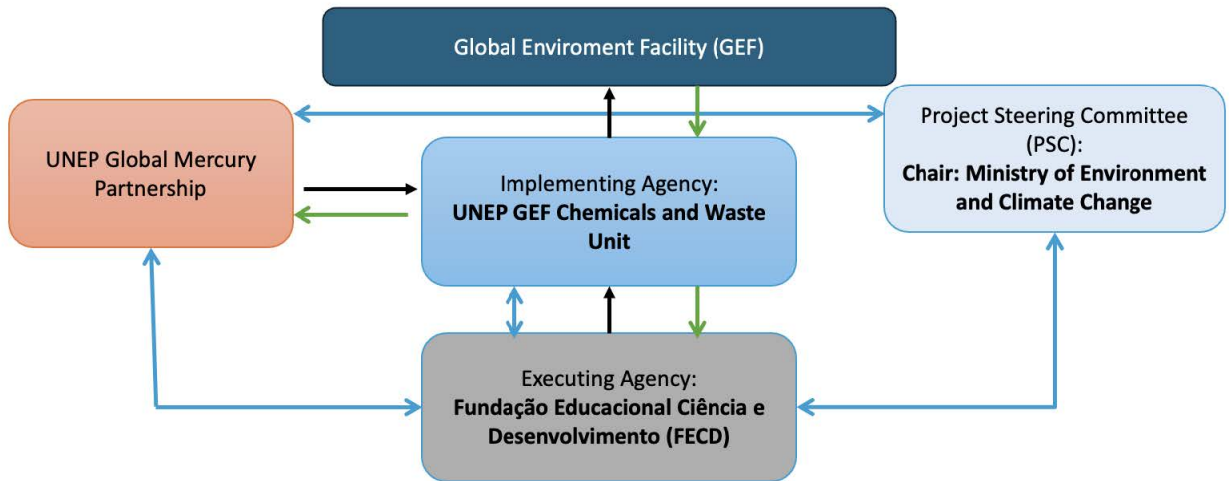 Global Enviroment Facility (GEF)
UNEP Global Mercury
Partnership
Implementing Agency:
UNEP GEF Chemicals and Waste
Unit
Project Steering Committee
(PSC):
Chair: Ministry of Environment
and Climate Change
Executing Agency:
Fundação Educacional Ciência e
Desenvolvimento (FECD)